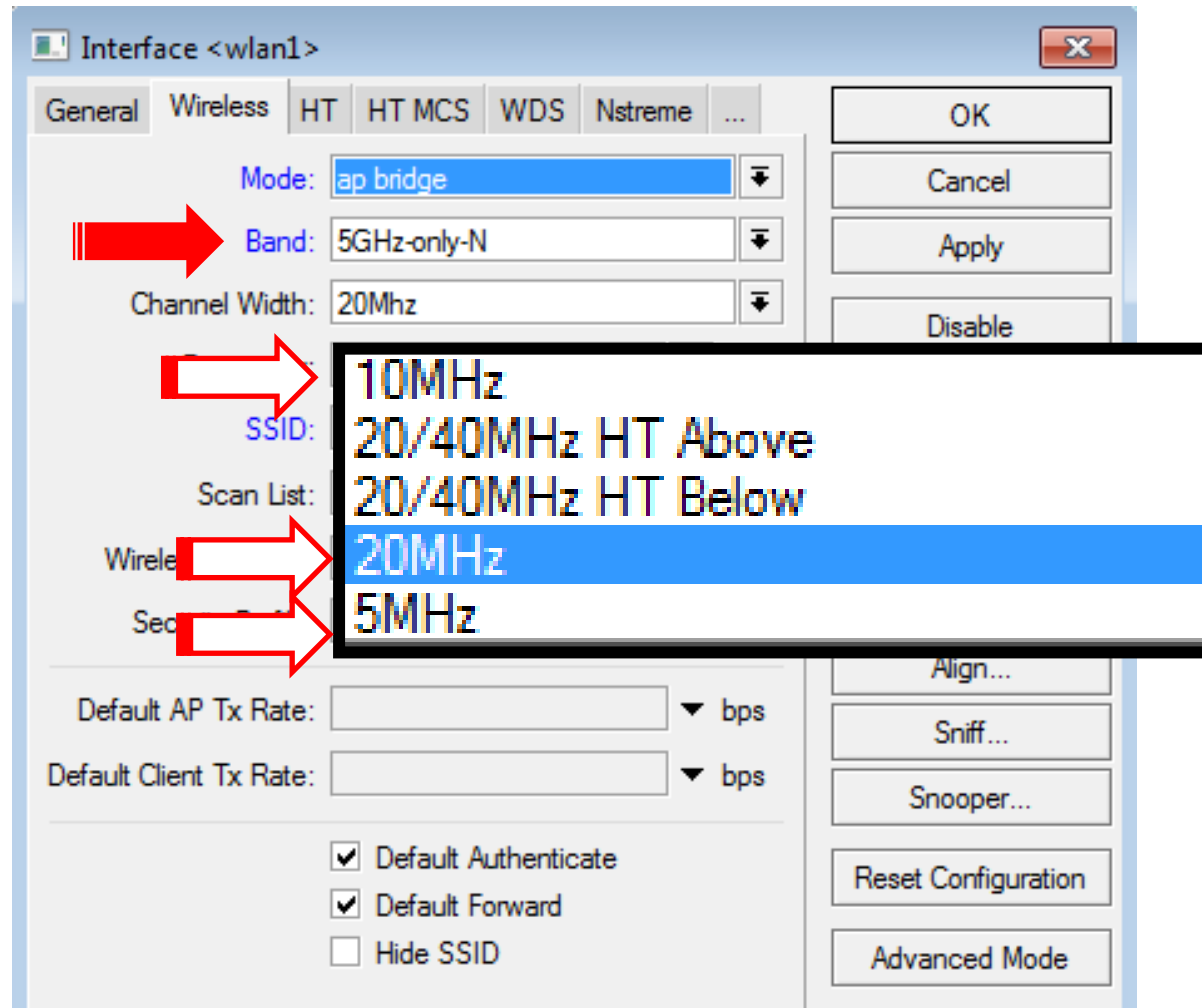 Interface <wlan1>
General Wireless HT HT MCS WDS Nstreme ...
OK
Mode: ap bridge
Cancel
Band: 5GHz-only-N
Apply
Channel Width: 20Mhz
Disable
10MHz
20/40MHz HT Above
SSID:
20/40MHz HT Below
Scan List:
20MHz
5MHz
Align...
Default AP Tx Rate: bps
Sniff...
Default Client Tx Rate: bps
Snooper...
Default Authenticate
Reset Configuration
Default Forward
Hide SSID
Advanced Mode